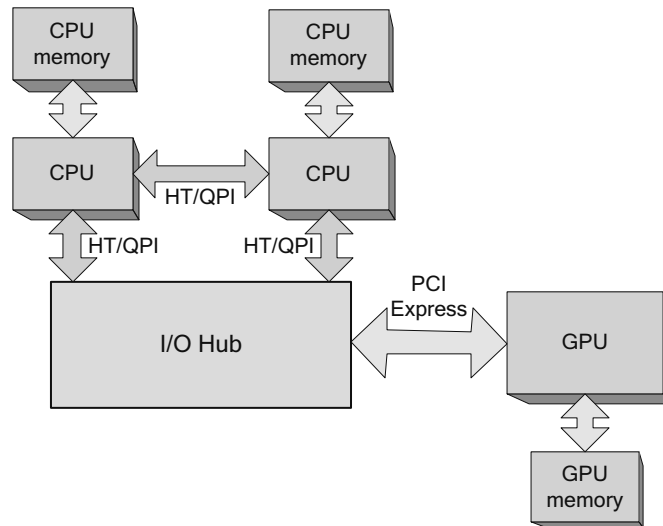 CPU
memory
CPU
memory
CPU
HT/QPI
CPU
HT/QPI
HT/QPI
PCI
Express
I/O Hub
GPU
GPU
memory